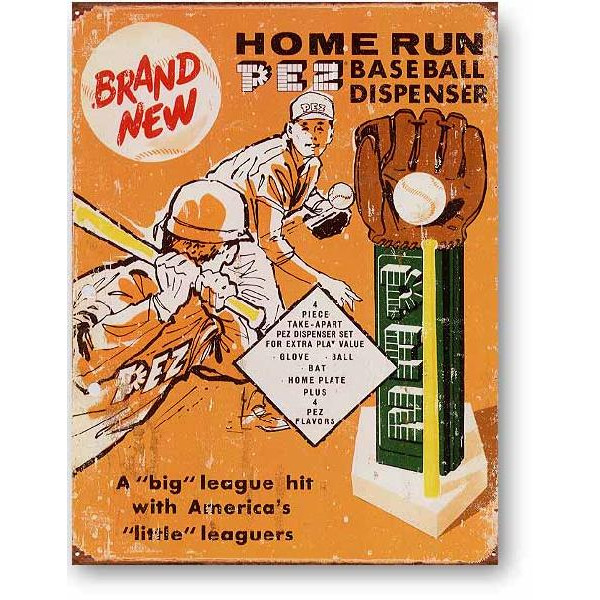 BRAND
NEW
HOME RUN
PEZ BASEBALL
DISPENSER
PEZ
PEZ
4
PIECE
TAKE-APART
PEZ DISPENSER SET
FOR EXTRA PLAY VALUE
· GLOVE · BALL
· BAT
· HOME PLATE
PLUS
4
PEZ
FLAVORS
PEZ
A "big" league hit
with America's
"little" leaguers